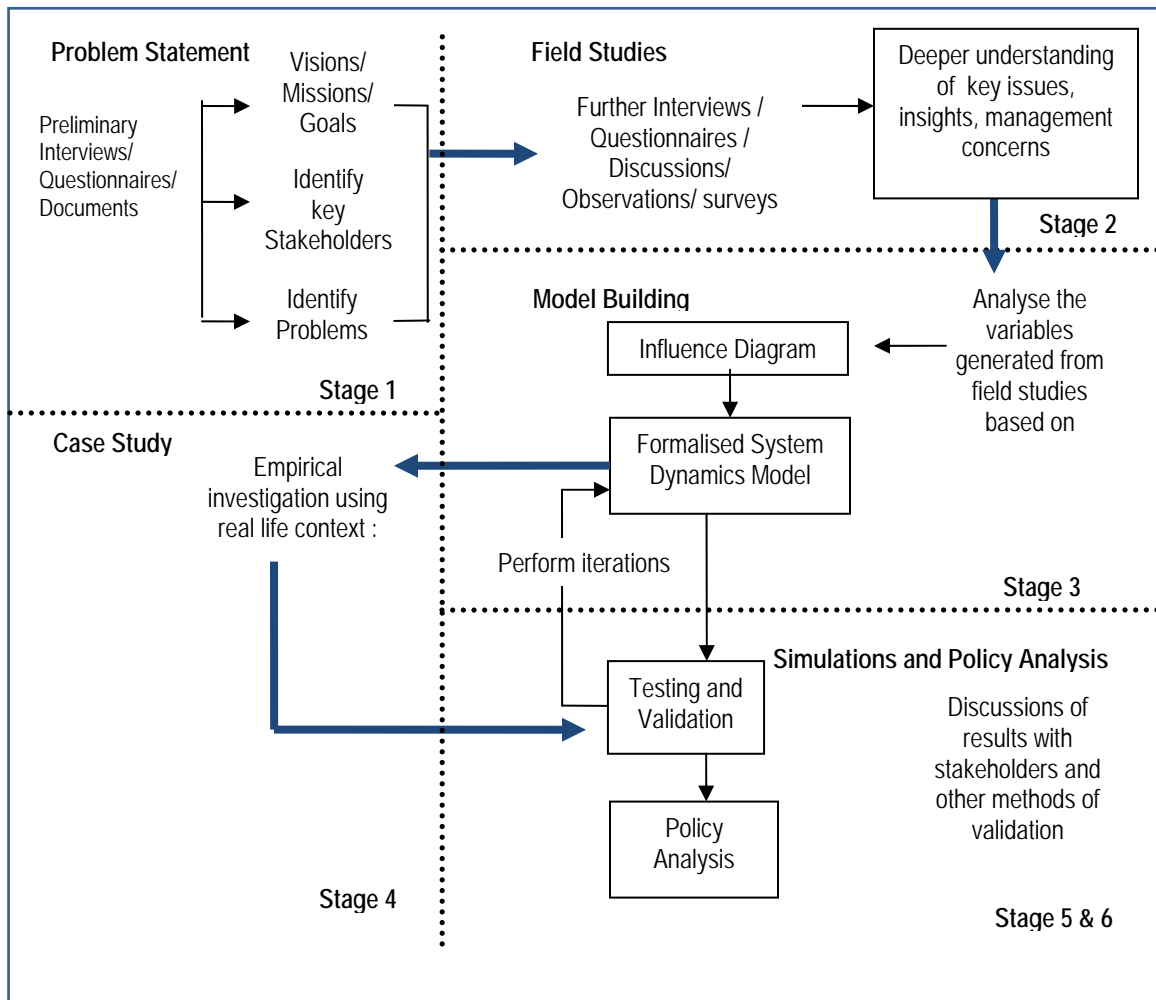 Problem Statement
Preliminary
Interviews/
Questionnaires/
Documents
Visions/
Missions/
Goals
Identify
key
Stakeholders
Identify
Problems
Stage 1
Field Studies
Further Interviews /
Questionnaires /
Discussions/
Observations/ surveys
Deeper understanding
of key issues,
insights, management
concerns
Stage 2
Model Building
Analyse the
variables
generated from
field studies
based on
Influence Diagram
Formalised System
Dynamics Model
Perform iterations
Stage 3
Case Study
Empirical
investigation using
real life context :
Stage 4
Simulations and Policy Analysis
Testing and
Validation
Policy
Analysis
Discussions of
results with
stakeholders and
other methods of
validation
Stage 5 & 6